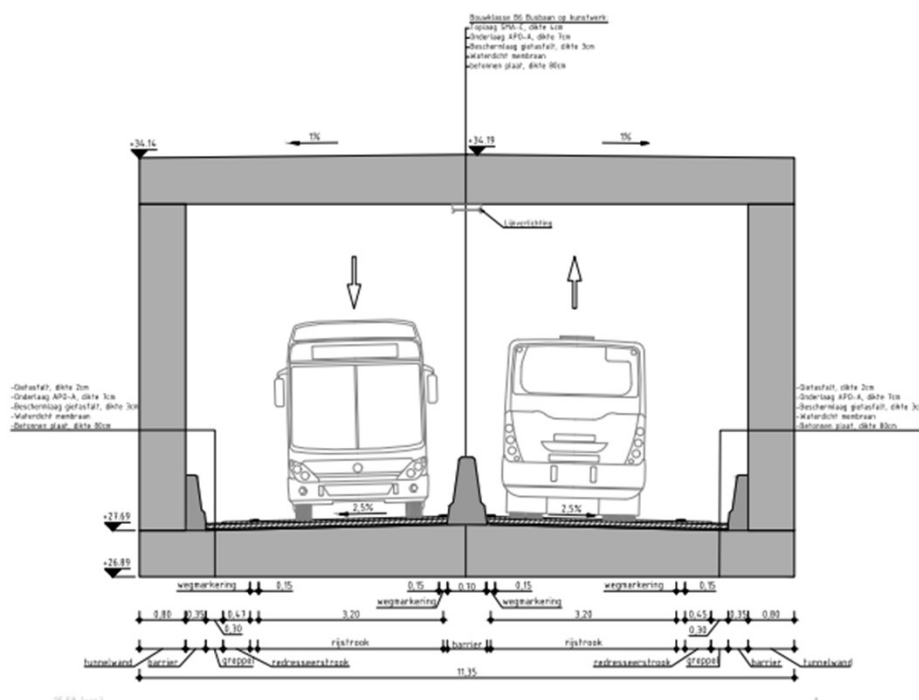 Bouwklasse B6 Busbaan op kunstwerk:
Toplaag SMA-C, dikte 4cm
Onderlaag APO-A, dikte 7cm
Beschermlaag gietasfalt, dikte 3cm
Waterdicht membraan
betonnen plaat, dikte 80cm
1% 1%
+34.14 +34.19
Lijnverlichting
-Gietasfalt, dikte 2cm
-Onderlaag APO-A, dikte 7cm
-Beschermlaag gietasfalt, dikte 3cm
-Waterdicht membraan
-Betonnen plaat, dikte 80cm
-Gietasfalt, dikte 2cm
-Onderlaag APO-A, dikte 7cm
-Beschermlaag gietasfalt, dikte 3c
-Waterdicht membraan
-Betonnen plaat, dikte 80cm
2,5% 2,5%
+27.69
+26.89
wegmarkering 0,15 0,15 0,70 0,15 wegmarkering 0,15
wegmarkering wegmarkering
0,80 0,35 0,47 3,20 3,20 0,45 0,35 0,80
0,30 0,30
rijstrook barrier rijstrook
tunnelwand barrier greppel redresseerstrook redresseerstrook greppel barrier tunnelwand
11,35